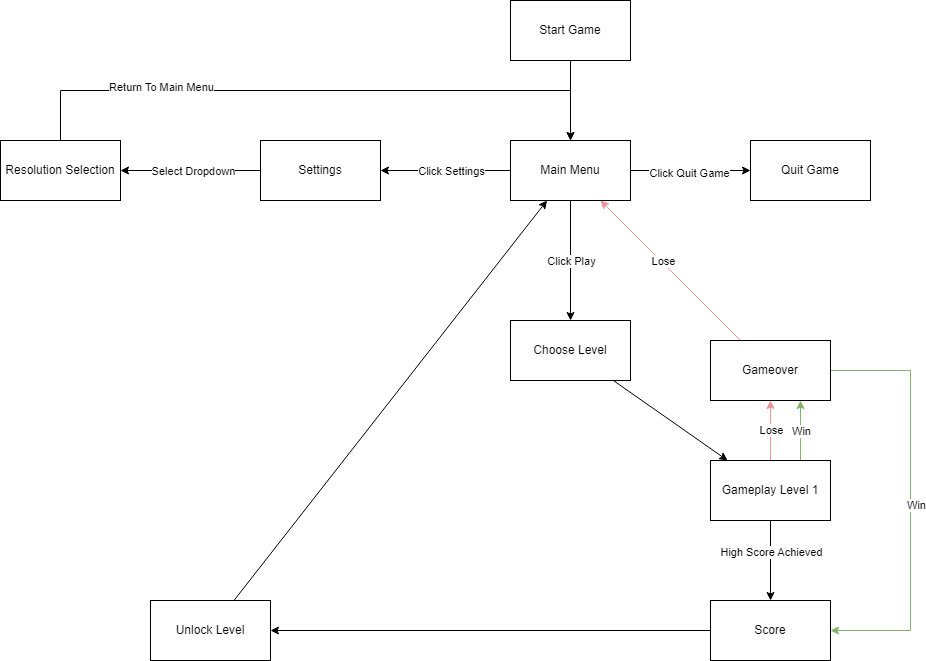 Start Game
Return To Main Menu
Resolution Selection
Select Dropdown
Settings
Click Settings
Main Menu
Click Quit Game
Quit Game
Click Play
Lose
Choose Level
Gameover
Lose
Win
Gameplay Level 1
Win
High Score Achieved
Unlock Level
Score